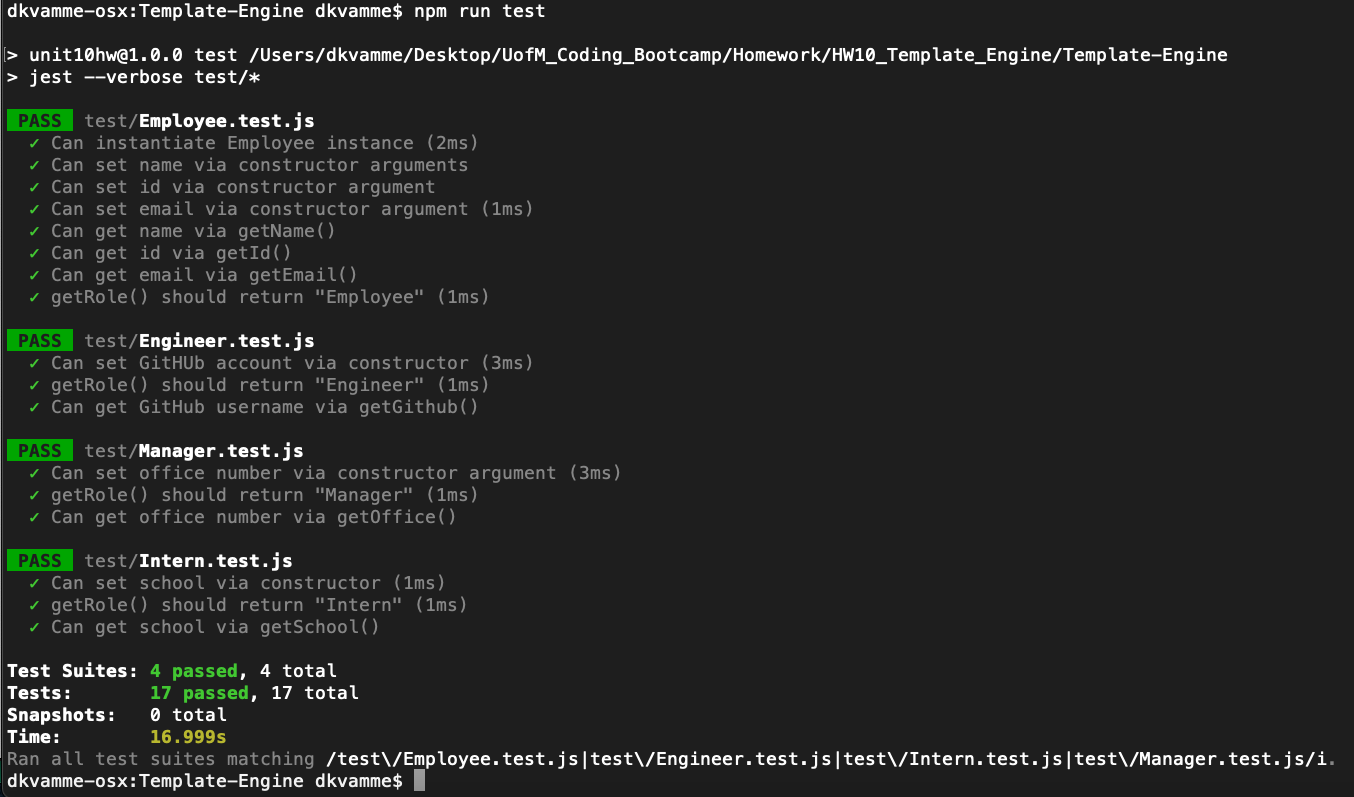 dkvamme-osx:Template-Engine dkvamme$ npm run test
> unit10hw@1.0.0 test /Users/dkvamme/Desktop/UofM_Coding_Bootcamp/Homework/HW10_Template_Engine/Template-Engine
> jest --verbose test/*
PASS test/Employee.test.js
✓ Can instantiate Employee instance (2ms)
✓ Can set name via constructor arguments
✓ Can set id via constructor argument
✓ Can set email via constructor argument (1ms)
✓ Can get name via getName()
✓ Can get id via getId()
✓ Can get email via getEmail()
✓ getRole() should return "Employee" (1ms)
PASS test/Engineer.test.js
✓ Can set GitHUb account via constructor (3ms)
✓ getRole() should return "Engineer" (1ms)
✓ Can get GitHub username via getGithub()
PASS test/Manager.test.js
✓ Can set office number via constructor argument (3ms)
✓ getRole() should return "Manager" (1ms)
✓ Can get office number via getOffice()
PASS test/Intern.test.js
✓ Can set school via constructor (1ms)
✓ getRole() should return "Intern" (1ms)
✓ Can get school via getSchool()
Test Suites: 4 passed, 4 total
Tests: 17 passed, 17 total
Snapshots: 0 total
Time: 16.999s
Ran all test suites matching /test\/Employee.test.js|test\/Engineer.test.js|test\/Intern.test.js|test\/Manager.test.js/i.
dkvamme-osx:Template-Engine dkvamme$